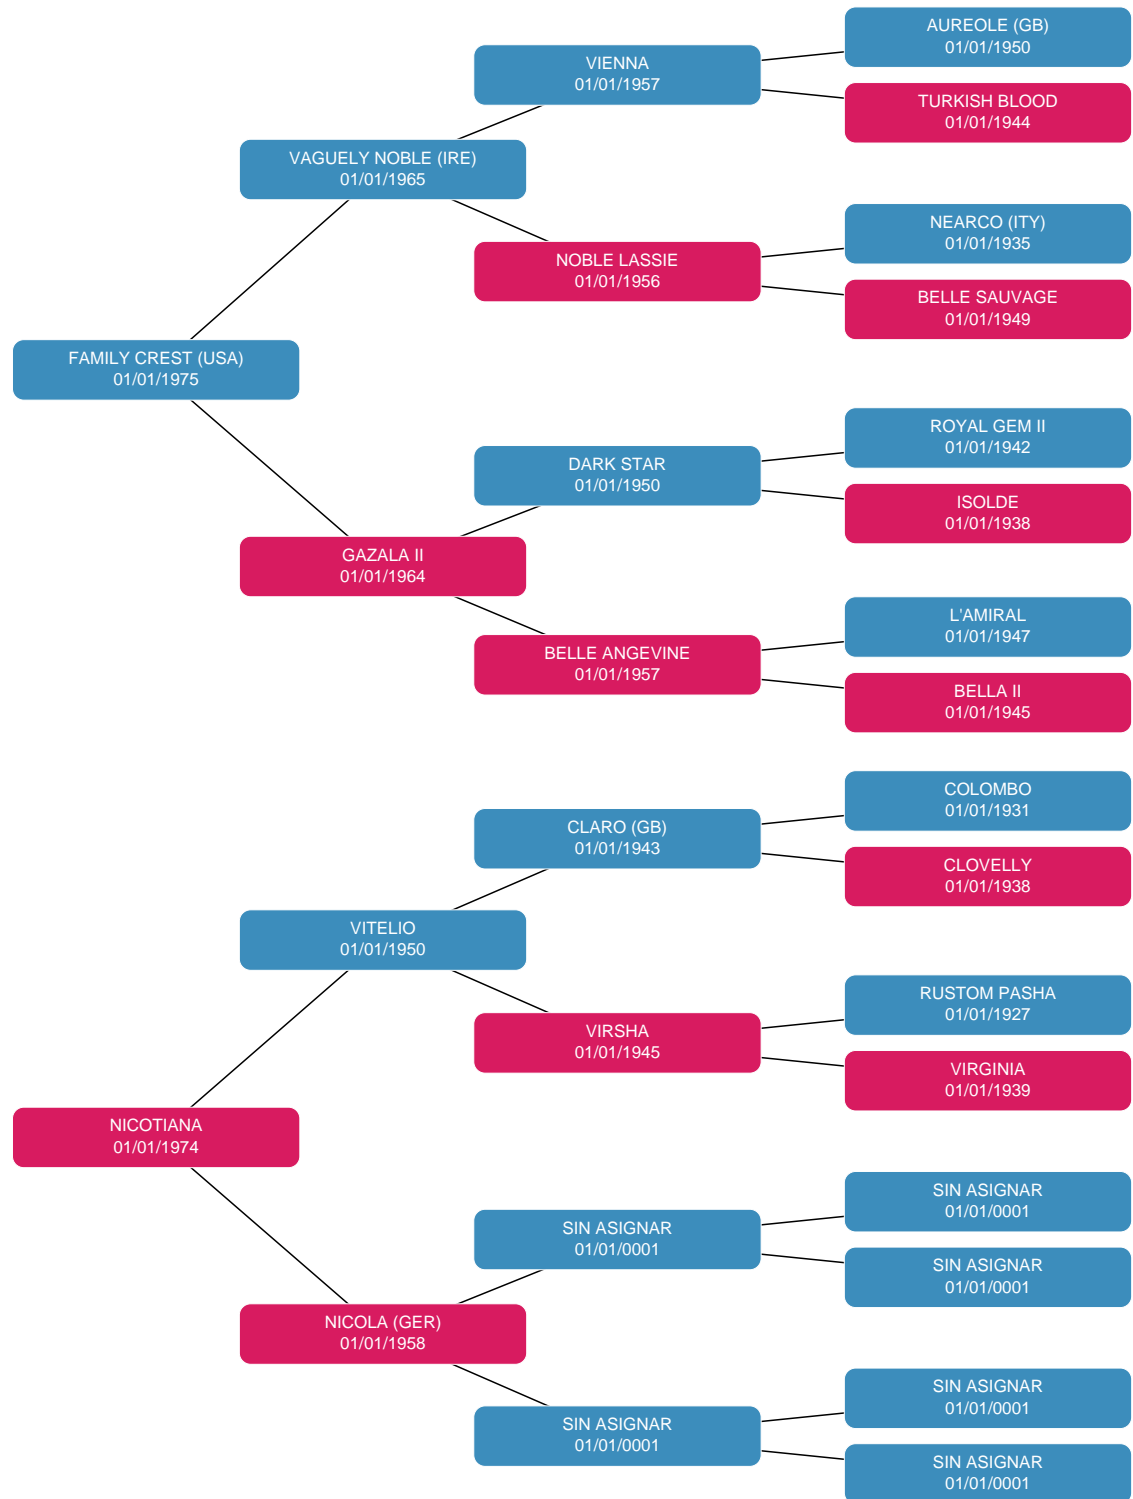 AUREOLE (GB)
01/01/1950
VIENNA
01/01/1957
TURKISH BLOOD
01/01/1944
VAGUELY NOBLE (IRE)
01/01/1965
NEARCO (ITY)
01/01/1935
NOBLE LASSIE
01/01/1956
BELLE SAUVAGE
01/01/1949
FAMILY CREST (USA)
01/01/1975
ROYAL GEM II
01/01/1942
DARK STAR
01/01/1950
ISOLDE
01/01/1938
GAZALA II
01/01/1964
L'AMIRAL
01/01/1947
BELLE ANGEVINE
01/01/1957
BELLA II
01/01/1945
COLOMBO
01/01/1931
CLARO (GB)
01/01/1943
CLOVELLY
01/01/1938
VITELIO
01/01/1950
RUSTOM PASHA
01/01/1927
VIRSHA
01/01/1945
VIRGINIA
01/01/1939
NICOTIANA
01/01/1974
SIN ASIGNAR
01/01/0001
SIN ASIGNAR
01/01/0001
SIN ASIGNAR
01/01/0001
NICOLA (GER)
01/01/1958
SIN ASIGNAR
01/01/0001
SIN ASIGNAR
01/01/0001
SIN ASIGNAR
01/01/0001